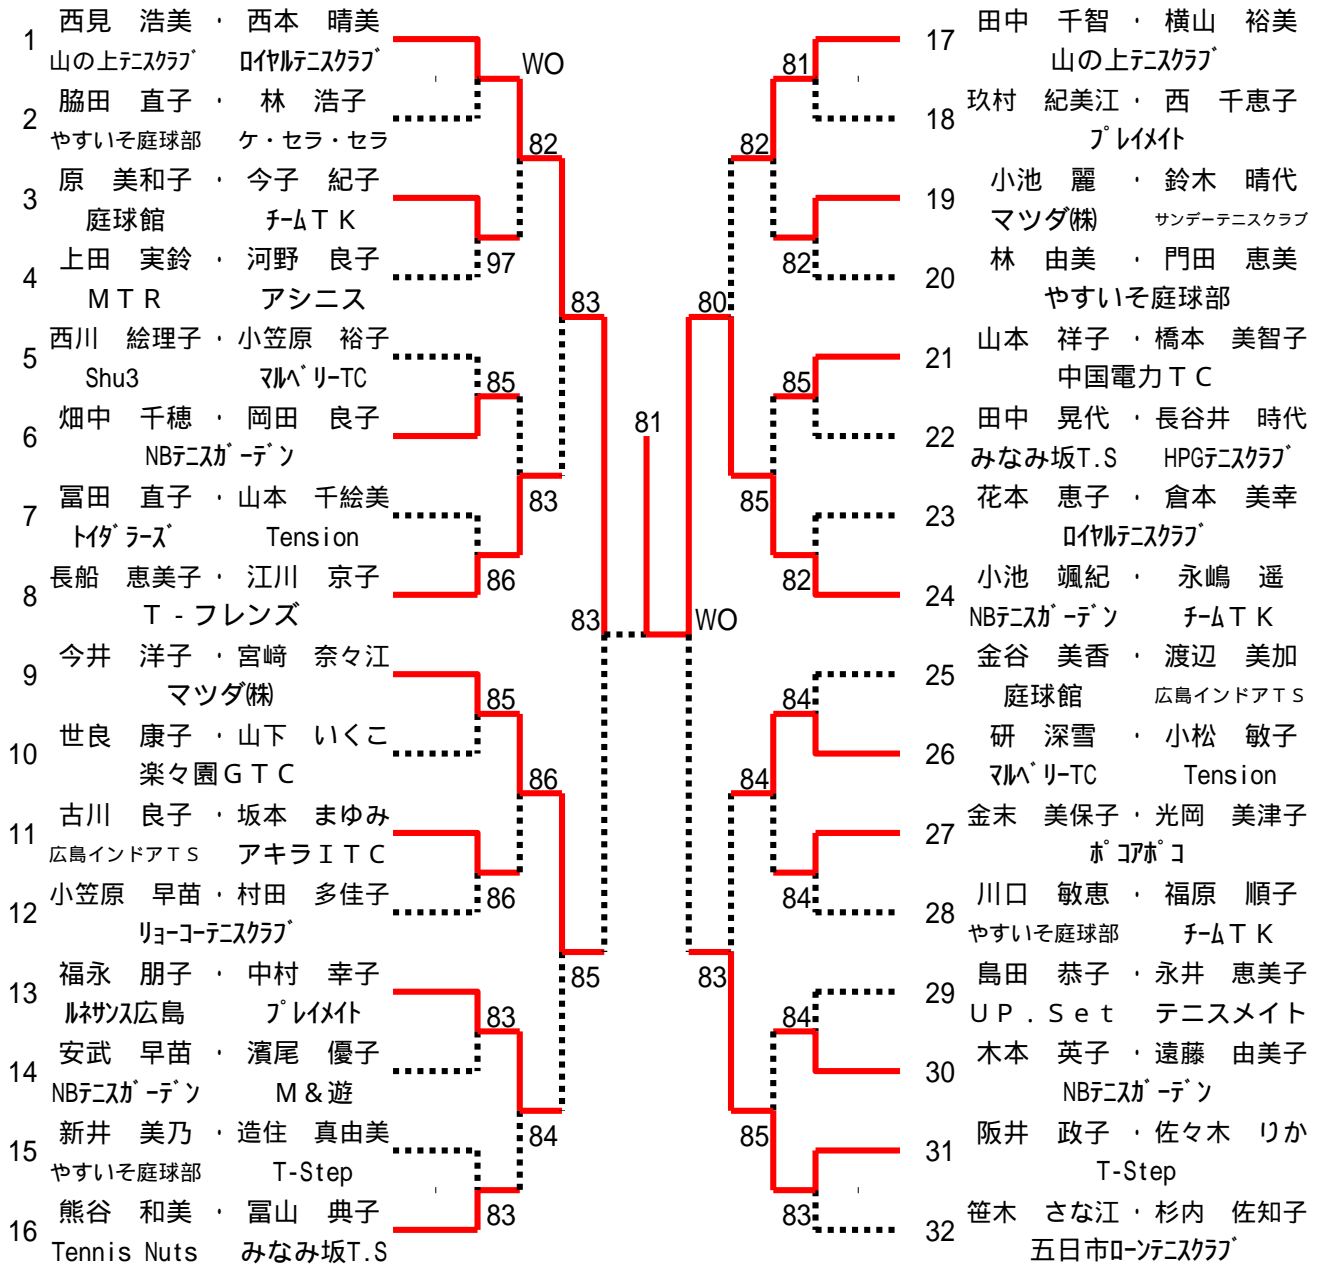 1 西見 浩美 ・ 西本 晴美
山の上テニスクラブ ロイヤルテニスクラブ
2 脇田 直子 ・ 林 浩子
やすいそ庭球部 ケ・セラ・セラ
3 原 美和子 ・ 今子 紀子
庭球館 チームＴＫ
4 上田 実鈴 ・ 河野 良子
ＭＴＲ アシニス
5 西川 絵理子 ・ 小笠原 裕子
Shu3 マルベリーTC
6 畑中 千穂 ・ 岡田 良子
NBテニスガーデン
7 冨田 直子 ・ 山本 千絵美
トイダラーズ Tension
8 長船 恵美子 ・ 江川 京子
Ｔ-フレンズ
9 今井 洋子 ・ 宮﨑 奈々江
マツダ㈱
10 世良 康子 ・ 山下 いくこ
楽々園ＧＴＣ
11 古川 良子 ・ 坂本 まゆみ
広島インドアＴＳ アキラＩＴＣ
12 小笠原 早苗 ・ 村田 多佳子
リョーコーテニスクラブ
13 福永 朋子 ・ 中村 幸子
ルネサンス広島 プレイメイト
14 安武 早苗 ・ 濱尾 優子
NBテニスガーデン Ｍ＆遊
15 新井 美乃 ・ 造住 真由美
やすいそ庭球部 T-Step
16 熊谷 和美 ・ 冨山 典子
Tennis Nuts みなみ坂T.S
WO
82
97
83
85
83
86
83
85
86
86
85
83
84
83
81
WO
81
82
82
80
85
85
82
84
84
84
83
84
85
83
17 田中 千智 ・ 横山 裕美
山の上テニスクラブ
18 玖村 紀美江 ・ 西 千恵子
プレイメイト
19 小池 麗 ・ 鈴木 晴代
マツダ㈱ サンデーテニスクラブ
20 林 由美 ・ 門田 恵美
やすいそ庭球部
21 山本 祥子 ・ 橋本 美智子
中国電力ＴＣ
22 田中 晃代 ・ 長谷井 時代
みなみ坂T.S HPGテニスクラブ
23 花本 恵子 ・ 倉本 美幸
ロイヤルテニスクラブ
24 小池 颯紀 ・ 永嶋 遥
NBテニスガーデン チームＴＫ
25 金谷 美香 ・ 渡辺 美加
庭球館 広島インドアＴＳ
26 研 深雪 ・ 小松 敏子
マルベリーTC Tension
27 金末 美保子 ・ 光岡 美津子
ポコアポコ
28 川口 敏恵 ・ 福原 順子
やすいそ庭球部 チームＴＫ
29 島田 恭子 ・ 永井 恵美子
ＵＰ．Ｓｅｔ テニスメイト
30 木本 英子 ・ 遠藤 由美子
NBテニスガーデン
31 阪井 政子 ・ 佐々木 りか
T-Step
32 笹木 さな江 ・ 杉内 佐知子
五日市ローンテニスクラブ